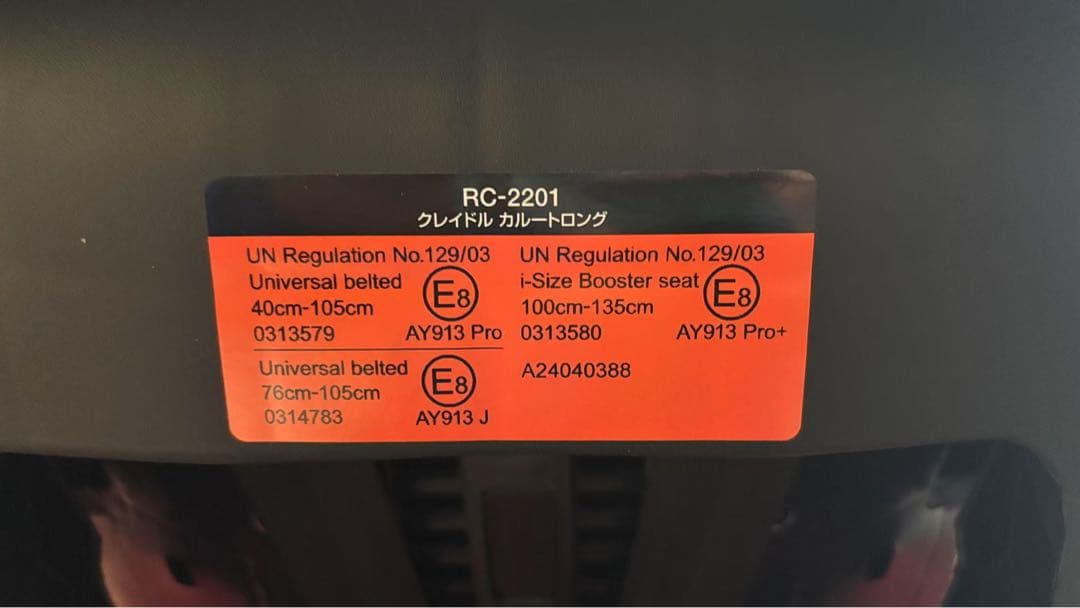 RC-2201
クレイドル カルートロング
UN Regulation No.129/03
Universal belted
40cm-105cm
0313579
E8
AY913 Pro
Universal belted
76cm-105cm
0314783
E8
AY913 J
UN Regulation No.129/03
i-Size Booster seat
100cm-135cm
0313580
E8
AY913 Pro+
A24040388